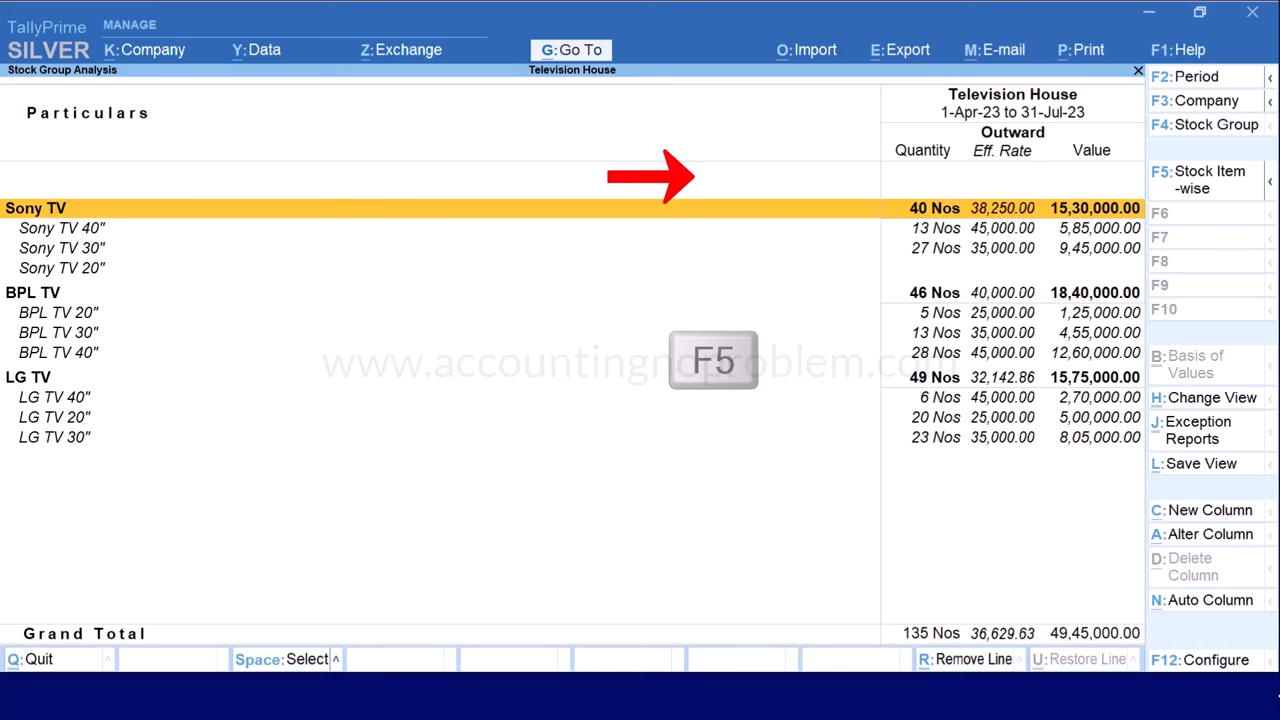 TallyPrime MANAGE
SILVER K:Company Y:Data Z:Exchange G:Go To O:Import E:Export M:E-mail P:Print F1:Help
Stock Group Analysis Television House
Particulars
Television House
1-Apr-23 to 31-Jul-23
Outward
Quantity Eff. Rate Value
Sony TV 40 Nos 38,250.00 15,30,000.00
Sony TV 40" 13 Nos 45,000.00 5,85,000.00
Sony TV 30" 27 Nos 35,000.00 9,45,000.00
Sony TV 20"
BPL TV 46 Nos 40,000.00 18,40,000.00
BPL TV 20" 5 Nos 25,000.00 1,25,000.00
BPL TV 30" 13 Nos 35,000.00 4,55,000.00
BPL TV 40" 28 Nos 45,000.00 12,60,000.00
www.accountingnoproblem.com
F5
LG TV 49 Nos 32,142.86 15,75,000.00
LG TV 40" 6 Nos 45,000.00 2,70,000.00
LG TV 20" 20 Nos 25,000.00 5,00,000.00
LG TV 30" 23 Nos 35,000.00 8,05,000.00
Grand Total 135 Nos 36,629.63 49,45,000.00
F2:Period
F3:Company
F4:Stock Group
F5:Stock Item
-wise
F6
F7
F8
F9
F10
B:Basis of
Values
H:Change View
J:Exception
Reports
L:Save View
C:New Column
A:Alter Column
D:Delete
Column
N:Auto Column
Q:Quit Space:Select R:Remove Line U:Restore Line F12:Configure